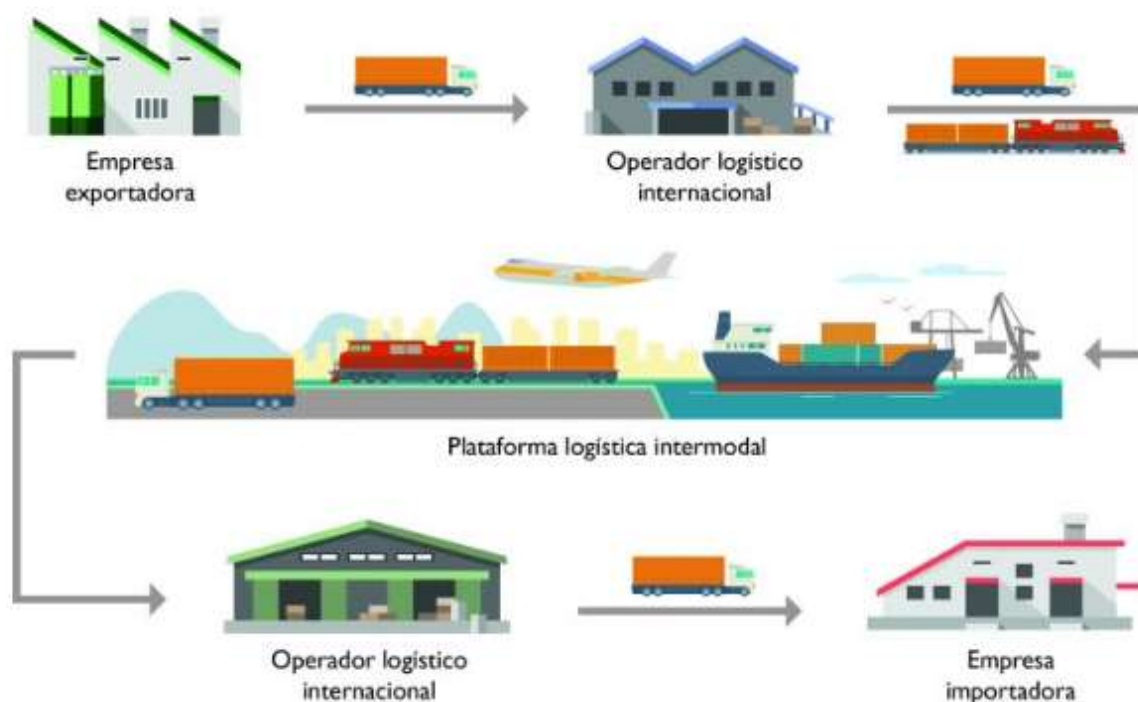 Empresa
exportadora
Operador logístico
internacional
Plataforma logística intermodal
Operador logístico
internacional
Empresa
importadora